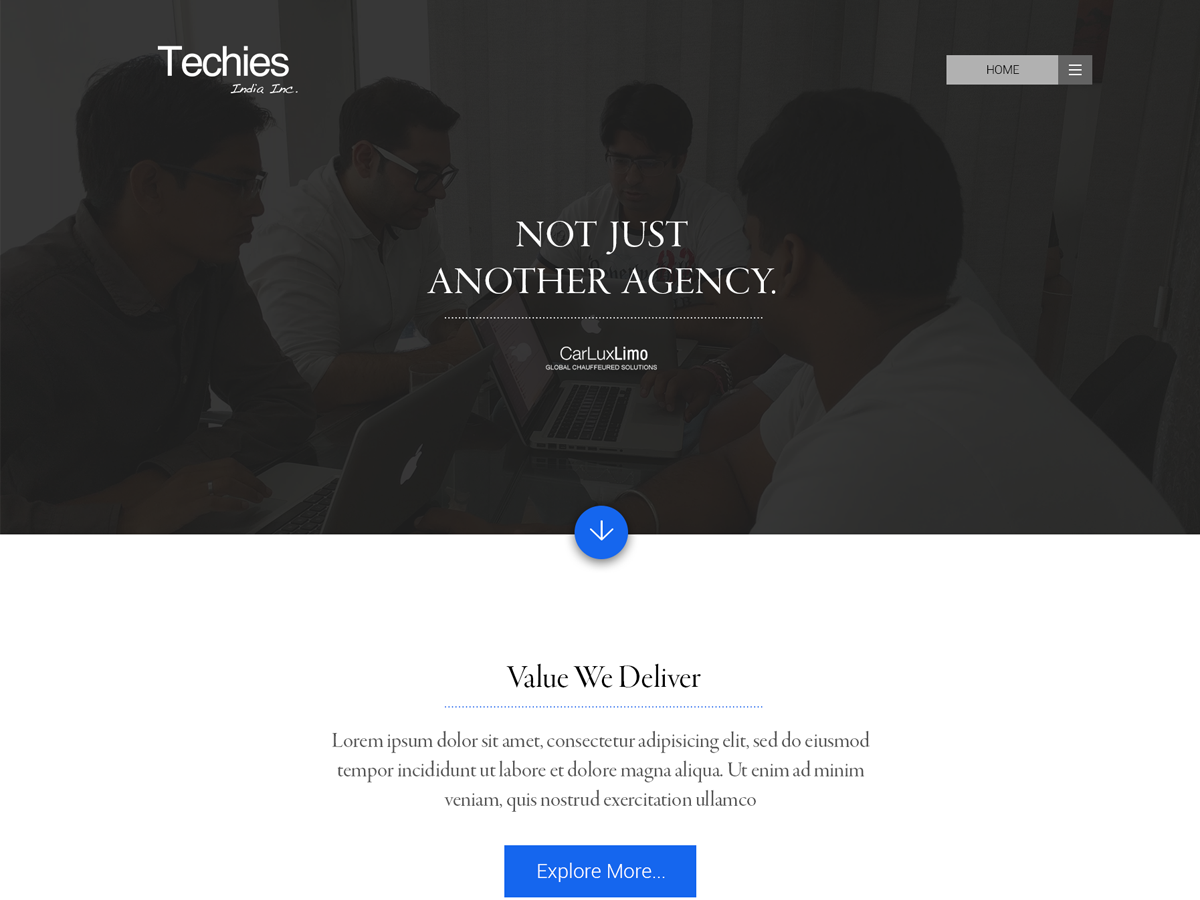 Techies
India Inc.
HOME
NOT JUST
ANOTHER AGENCY.
CarLuxLimo
GLOBAL CHAUFFEURED SOLUTIONS
Value We Deliver
Lorem ipsum dolor sit amet, consectetur adipisicing elit, sed do eiusmod
tempor incididunt ut labore et dolore magna aliqua. Ut enim ad minim
veniam, quis nostrud exercitation ullamco
Explore More...